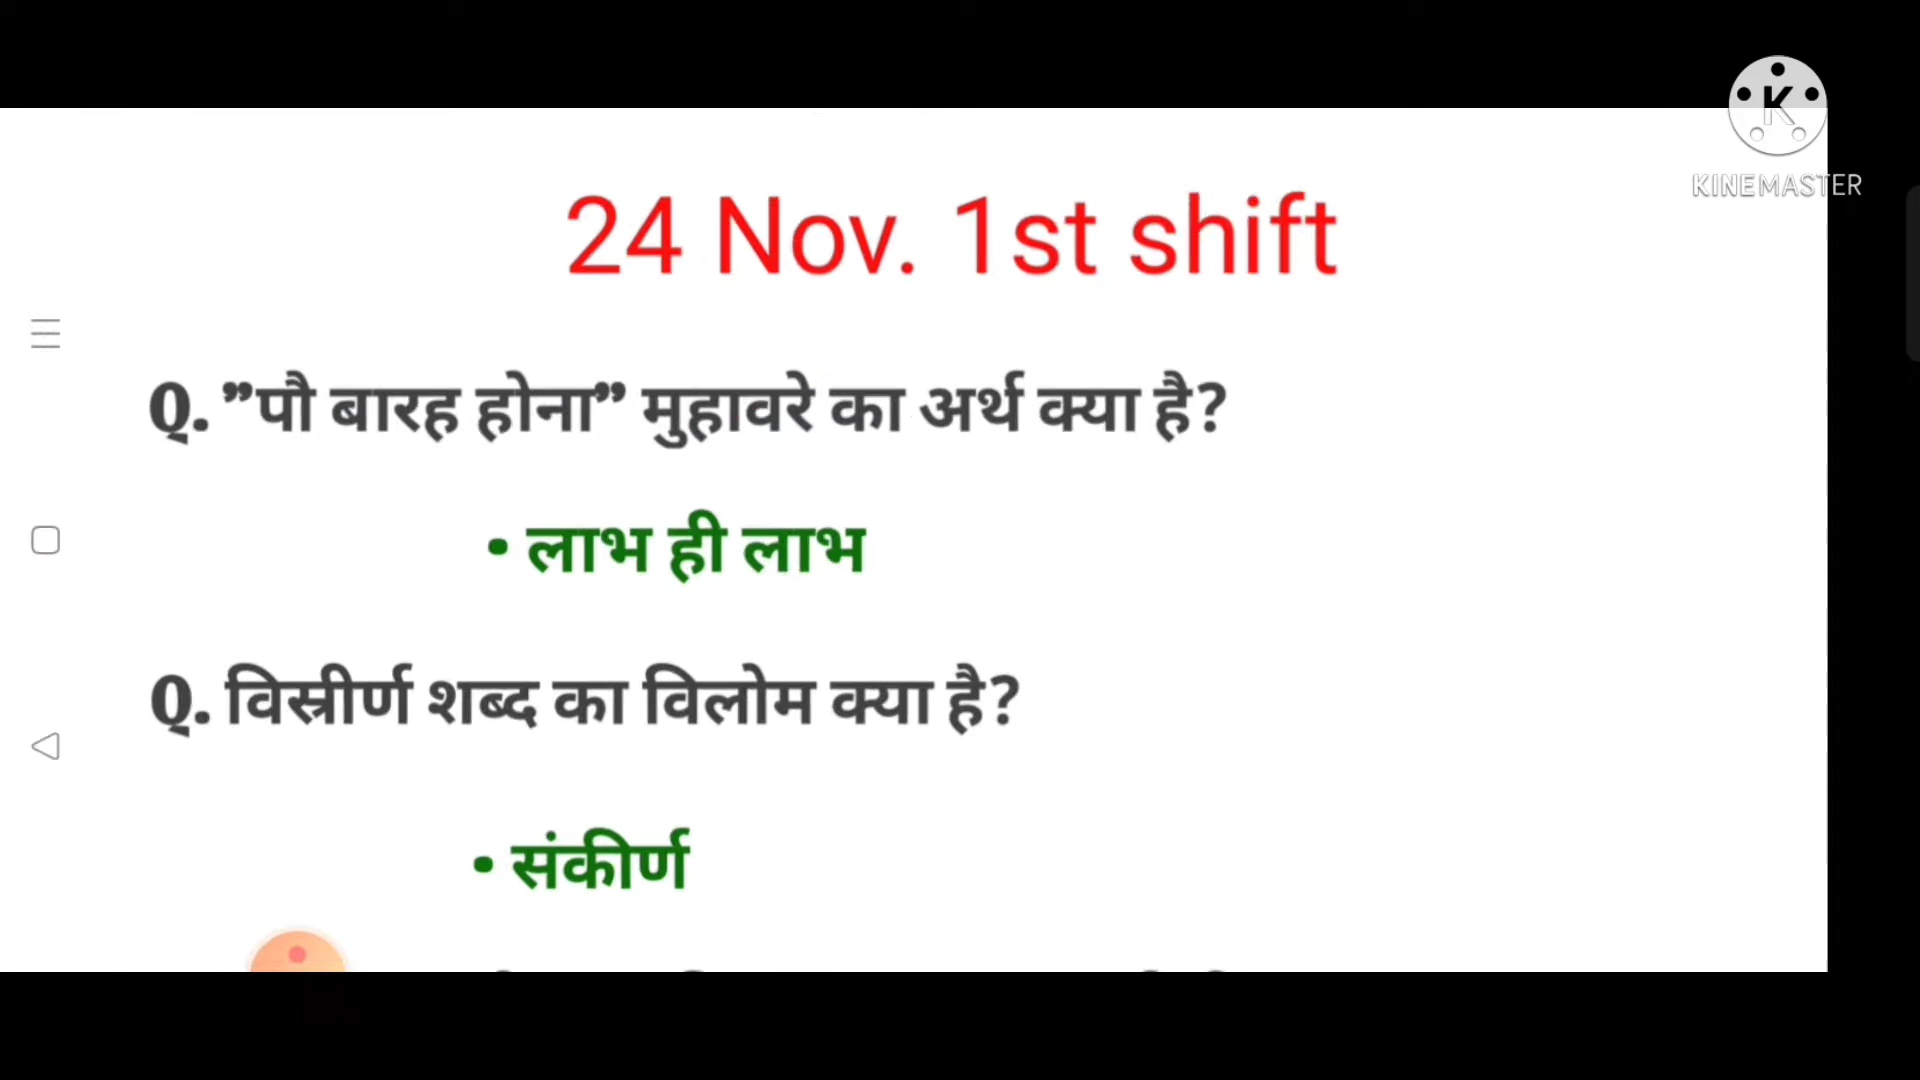 K
KINEMASTER
24 Nov. 1st shift
Q. ”पौ बारह होना” मुहावरे का अर्थ क्या है?
• लाभ ही लाभ
Q. विस्रीर्ण शब्द का विलोम क्या है?
• संकीर्ण